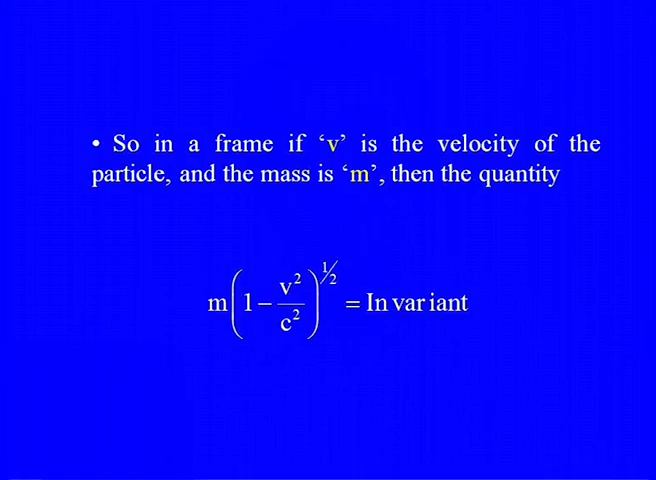 • So in a frame if ‘v’ is the velocity of the
particle, and the mass is ‘m’, then the quantity
m(1 − v²/c²)^½ = In var iant